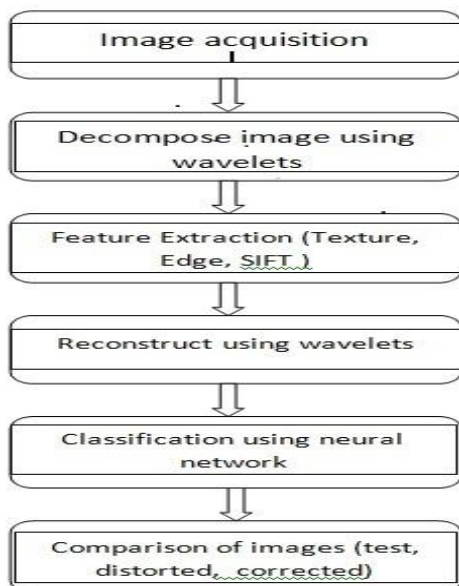 Image acquisition
Decompose image using
wavelets
Feature Extraction (Texture,
Edge, SIFT )
Reconstruct using wavelets
Classification using neural
network
Comparison of images (test,
distorted, corrected)